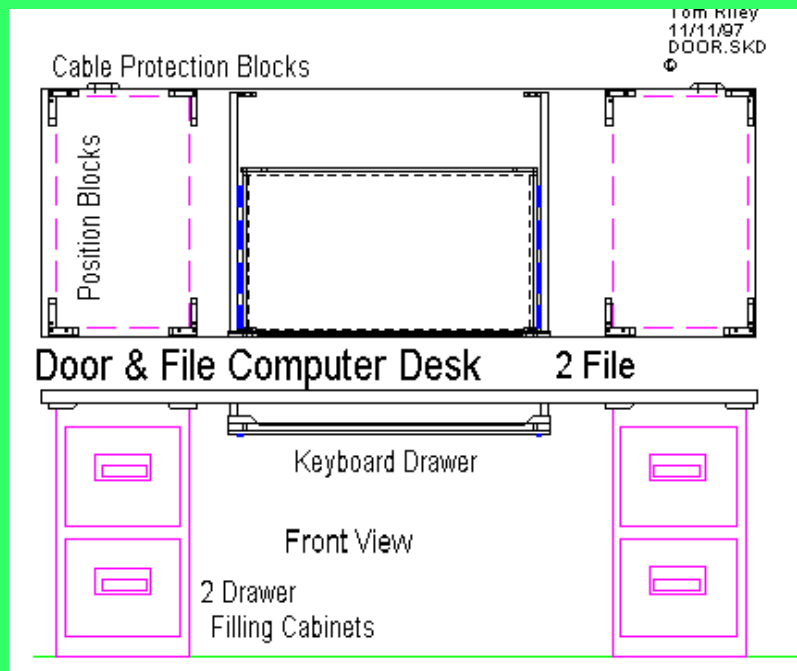 Tom Riley
11/11/97
DOOR.SKD
©
Cable Protection Blocks
Position Blocks
Door & File Computer Desk 2 File
Keyboard Drawer
Front View
2 Drawer
Filling Cabinets